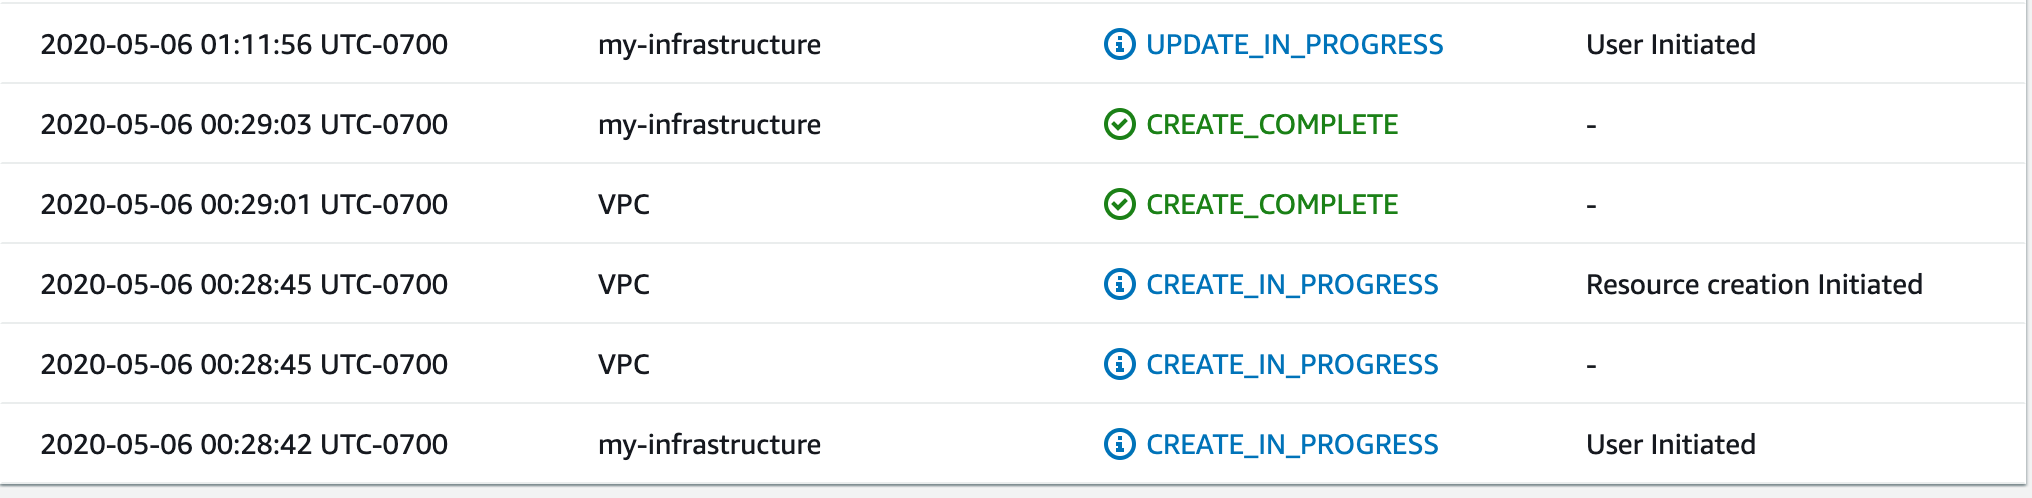 2020-05-06 01:11:56 UTC-0700 my-infrastructure UPDATE_IN_PROGRESS User Initiated
2020-05-06 00:29:03 UTC-0700 my-infrastructure CREATE_COMPLETE -
2020-05-06 00:29:01 UTC-0700 VPC CREATE_COMPLETE -
2020-05-06 00:28:45 UTC-0700 VPC CREATE_IN_PROGRESS Resource creation Initiated
2020-05-06 00:28:45 UTC-0700 VPC CREATE_IN_PROGRESS -
2020-05-06 00:28:42 UTC-0700 my-infrastructure CREATE_IN_PROGRESS User Initiated